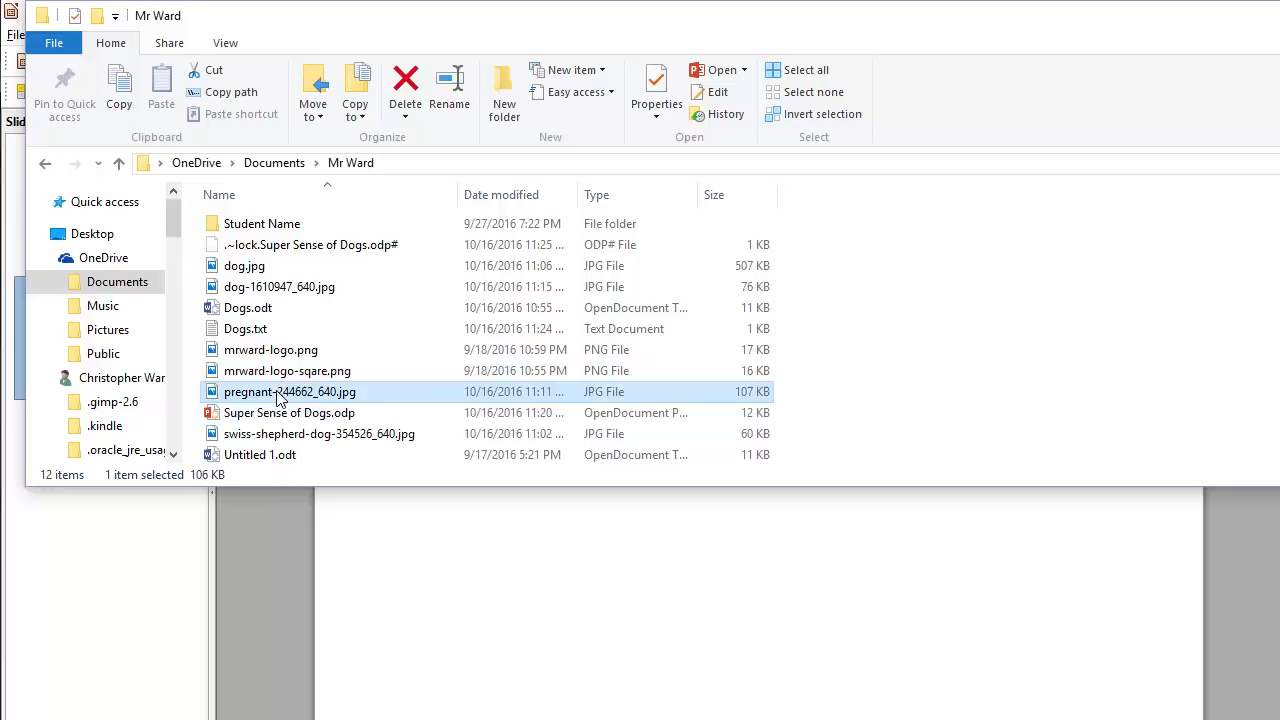 Mr Ward
File
File Home Share View
Pin to Quick access
Copy
Paste
Cut
Copy path
Paste shortcut
Clipboard
Move to
Copy to
Delete
Rename
Organize
New folder
New item
Easy access
New
Properties
Open
Edit
History
Open
Select all
Select none
Invert selection
Select
OneDrive Documents Mr Ward
Slid
Quick access
Desktop
OneDrive
Documents
Music
Pictures
Public
Christopher War
.gimp-2.6
.kindle
.oracle_jre_usag
Name Date modified Type Size
Student Name 9/27/2016 7:22 PM File folder
.~lock.Super Sense of Dogs.odp# 10/16/2016 11:25 ... ODP# File 1 KB
dog.jpg 10/16/2016 11:06 ... JPG File 507 KB
dog-1610947_640.jpg 10/16/2016 11:15 ... JPG File 76 KB
Dogs.odt 10/16/2016 10:55 ... OpenDocument T... 11 KB
Dogs.txt 10/16/2016 11:24 ... Text Document 1 KB
mrward-logo.png 9/18/2016 10:59 PM PNG File 17 KB
mrward-logo-sqare.png 9/18/2016 10:55 PM PNG File 16 KB
pregnant-244662_640.jpg 10/16/2016 11:11 ... JPG File 107 KB
Super Sense of Dogs.odp 10/16/2016 11:20 ... OpenDocument P... 12 KB
swiss-shepherd-dog-354526_640.jpg 10/16/2016 11:02 ... JPG File 60 KB
Untitled 1.odt 9/17/2016 5:21 PM OpenDocument T... 11 KB
12 items 1 item selected 106 KB